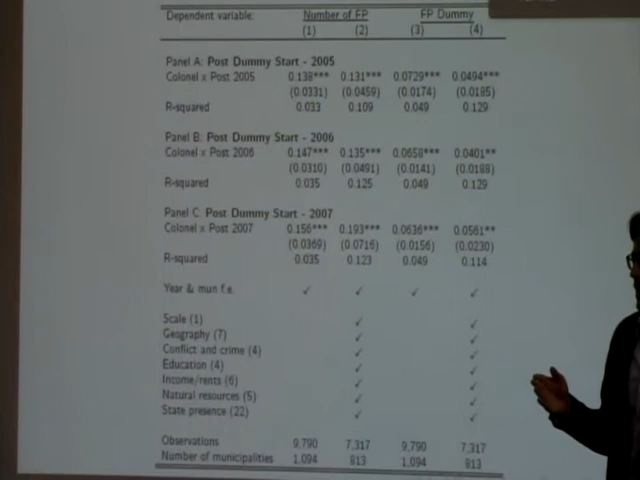 Dependent variable: Number of FP FP Dummy
(1) (2) (3) (4)
Panel A: Post Dummy Start - 2005
Colonel x Post 2005 0.138*** 0.131*** 0.0729*** 0.0494***
(0.0331) (0.0459) (0.0174) (0.0185)
R-squared 0.033 0.109 0.049 0.129
Panel B: Post Dummy Start - 2006
Colonel x Post 2006 0.147*** 0.135*** 0.0658*** 0.0401**
(0.0310) (0.0491) (0.0141) (0.0188)
R-squared 0.035 0.125 0.049 0.129
Panel C: Post Dummy Start - 2007
Colonel x Post 2007 0.156*** 0.193*** 0.0636*** 0.0561**
(0.0369) (0.0716) (0.0156) (0.0230)
R-squared 0.035 0.123 0.049 0.114
Year & mun f.e. ✓ ✓ ✓ ✓
Scale (1) ✓ ✓
Geography (7) ✓ ✓
Conflict and crime (4) ✓ ✓
Education (4) ✓ ✓
Income/rents (6) ✓ ✓
Natural resources (5) ✓ ✓
State presence (22) ✓ ✓
Observations 9,790 7,317 9,790 7,317
Number of municipalities 1,094 813 1,094 813